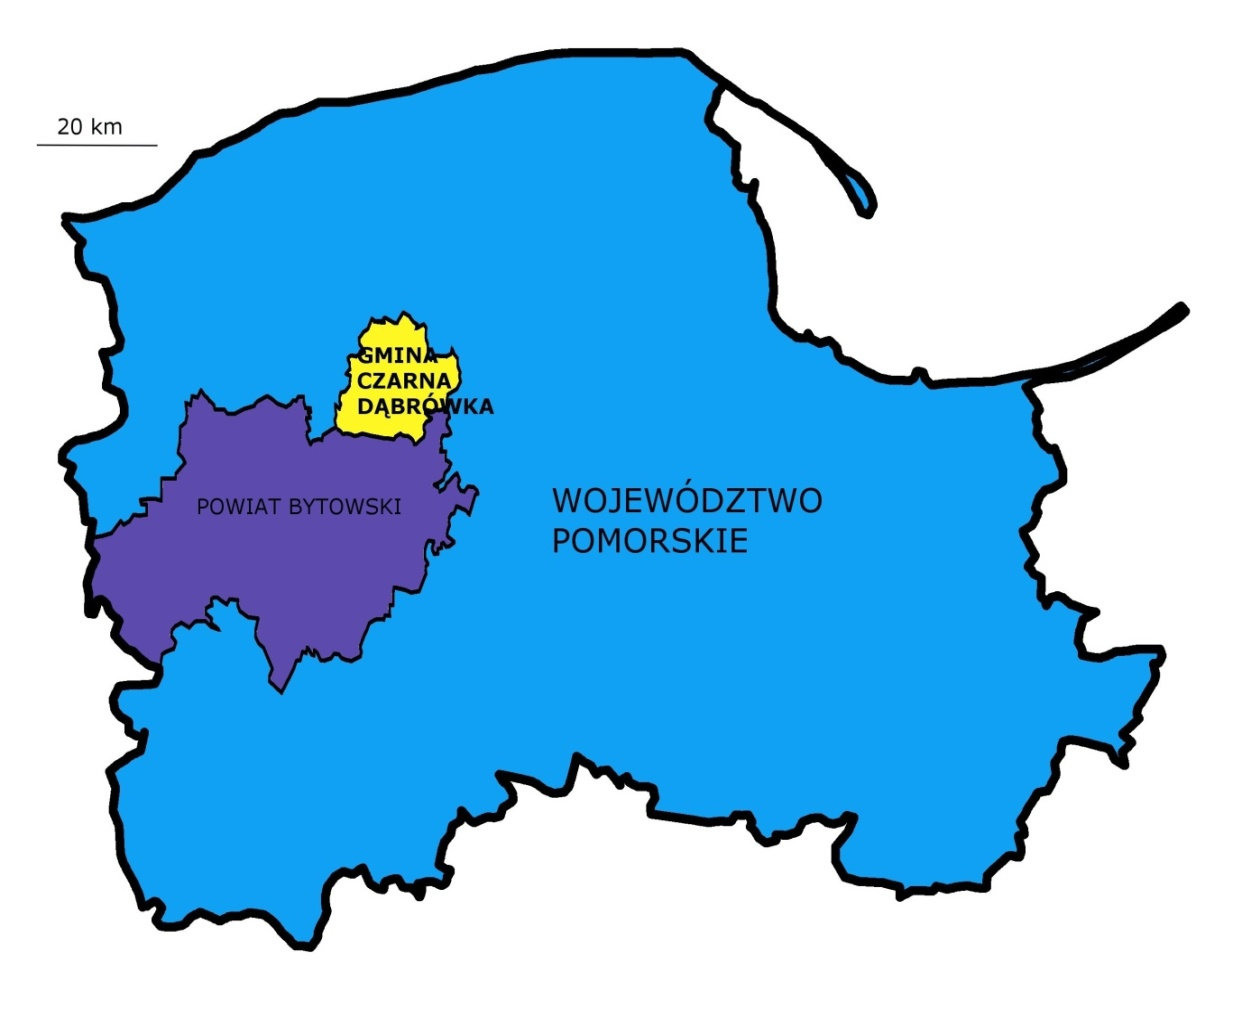 20 km
GMINA
CZARNA
DĄBRÓWKA
POWIAT BYTOWSKI
WOJEWÓDZTWO
POMORSKIE